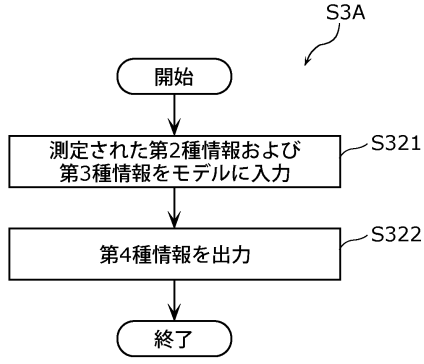 S3A
開始
測定された第2種情報および
第3種情報をモデルに入力
S321
第4種情報を出力
S322
終了